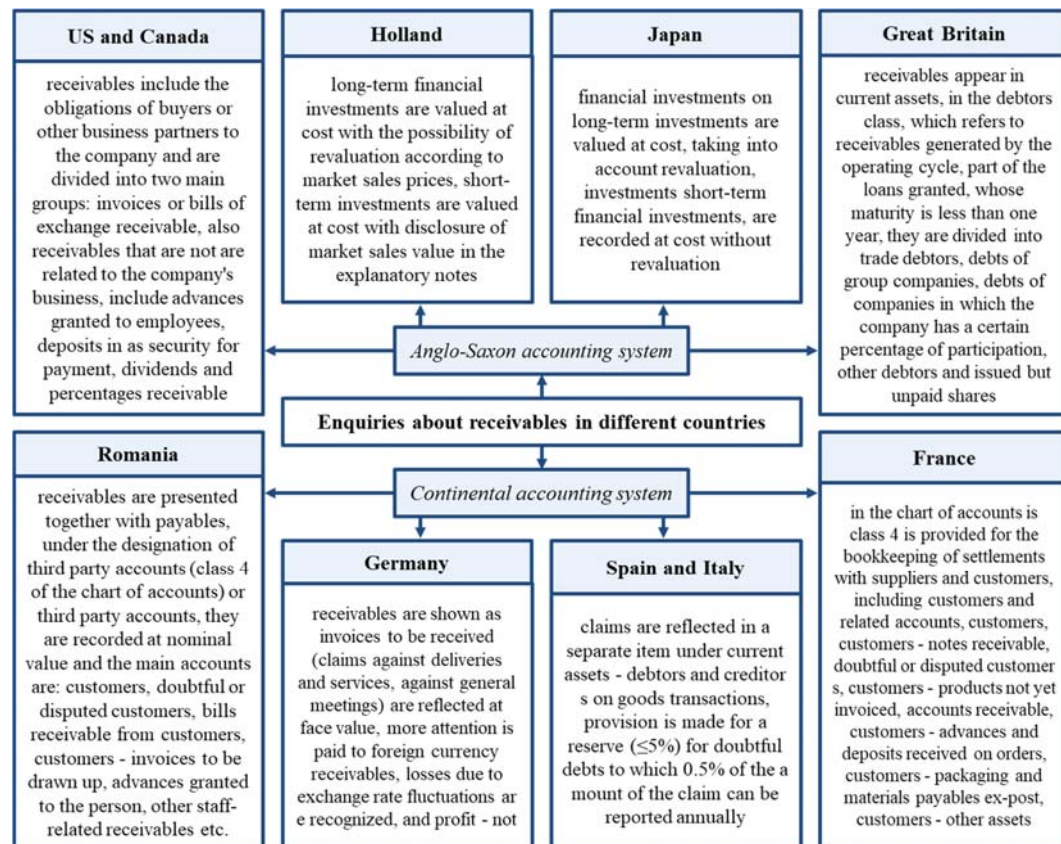 US and Canada
receivables include the
obligations of buyers or
other business partners to
the company and are
divided into two main
groups: invoices or bills of
exchange receivable, also
receivables that are not are
related to the company's
business, include advances
granted to employees,
deposits in as security for
payment, dividends and
percentages receivable
Holland
long-term financial
investments are valued at
cost with the possibility of
revaluation according to
market sales prices, short-
term investments are valued
at cost with disclosure of
market sales value in the
explanatory notes
Japan
financial investments on
long-term investments are
valued at cost, taking into
account revaluation,
investments short-term
financial investments, are
recorded at cost without
revaluation
Great Britain
receivables appear in
current assets, in the debtors
class, which refers to
receivables generated by the
operating cycle, part of the
loans granted, whose
maturity is less than one
year, they are divided into
trade debtors, debts of
group companies, debts of
companies in which the
company has a certain
percentage of participation,
other debtors and issued but
unpaid shares
Anglo-Saxon accounting system
Enquiries about receivables in different countries
Continental accounting system
Romania
receivables are presented
together with payables,
under the designation of
third party accounts (class 4
of the chart of accounts) or
third party accounts, they
are recorded at nominal
value and the main accounts
are: customers, doubtful or
disputed customers, bills
receivable from customers,
customers - invoices to be
drawn up, advances granted
to the person, other staff-
related receivables etc.
Germany
receivables are shown as
invoices to be received
(claims against deliveries
and services, against general
meetings) are reflected at
face value, more attention is
paid to foreign currency
receivables, losses due to
exchange rate fluctuations ar
e recognized, and profit - not
Spain and Italy
claims are reflected in a
separate item under current
assets - debtors and creditor
s on goods transactions,
provision is made for a
reserve (≤5%) for doubtful
debts to which 0.5% of the a
mount of the claim can be
reported annually
France
in the chart of accounts is
class 4 is provided for the
bookkeeping of settlements
with suppliers and customers,
including customers and
related accounts, customers,
customers - notes receivable,
doubtful or disputed customer
s, customers - products not yet
invoiced, accounts receivable,
customers - advances and
deposits received on orders,
customers - packaging and
materials payables ex-post,
customers - other assets